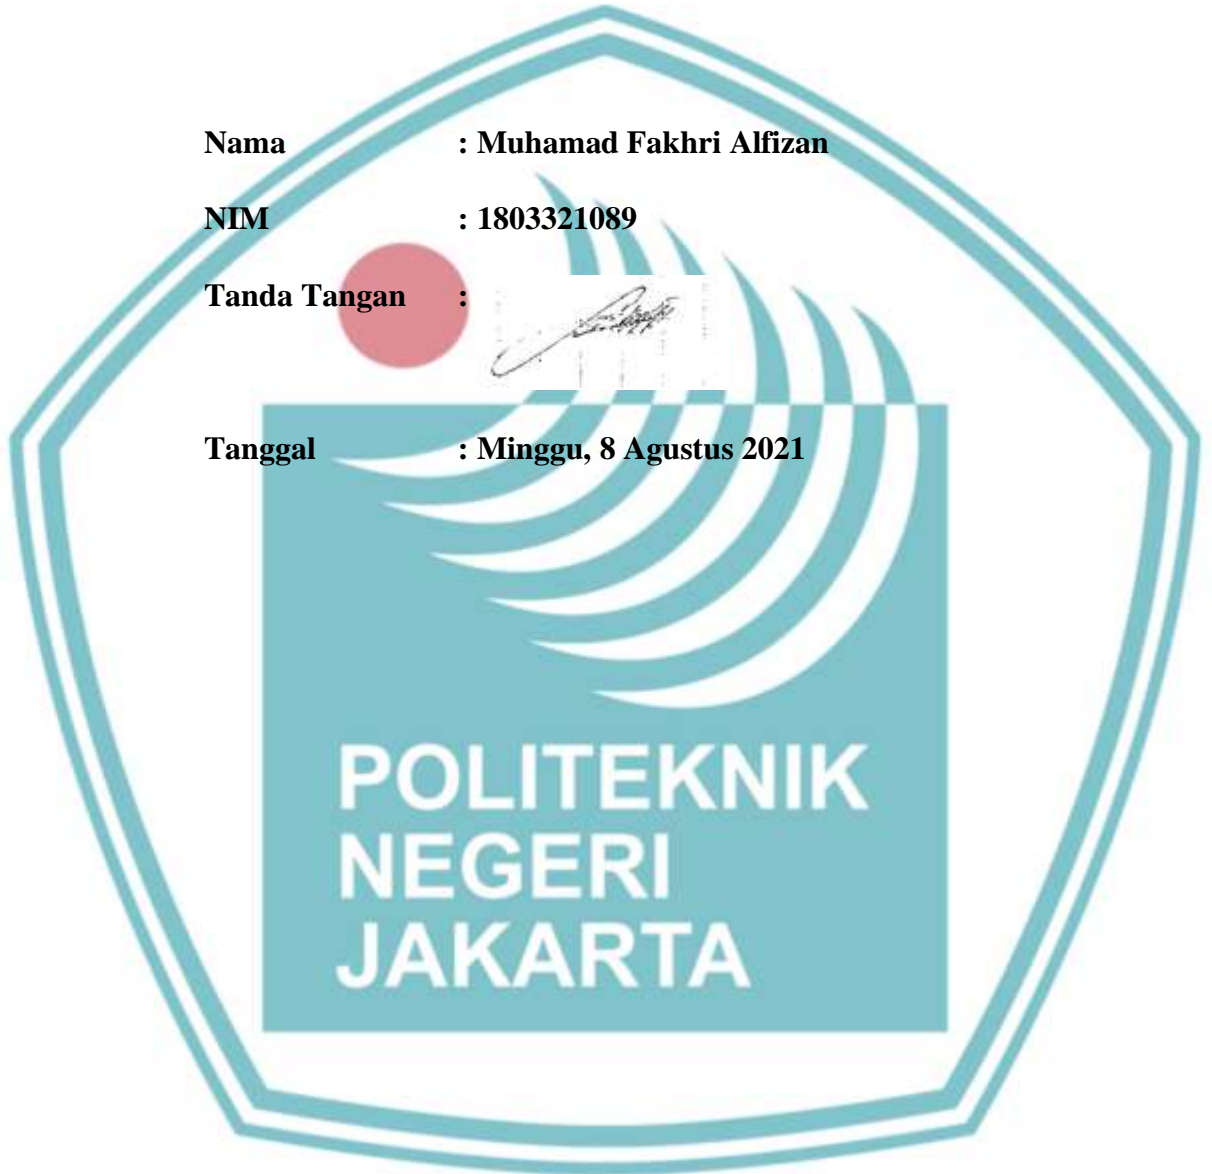 Nama : Muhamad Fakhri Alfizan
NIM : 1803321089
Tanda Tangan :
Tanggal : Minggu, 8 Agustus 2021
POLITEKNIK
NEGERI
JAKARTA